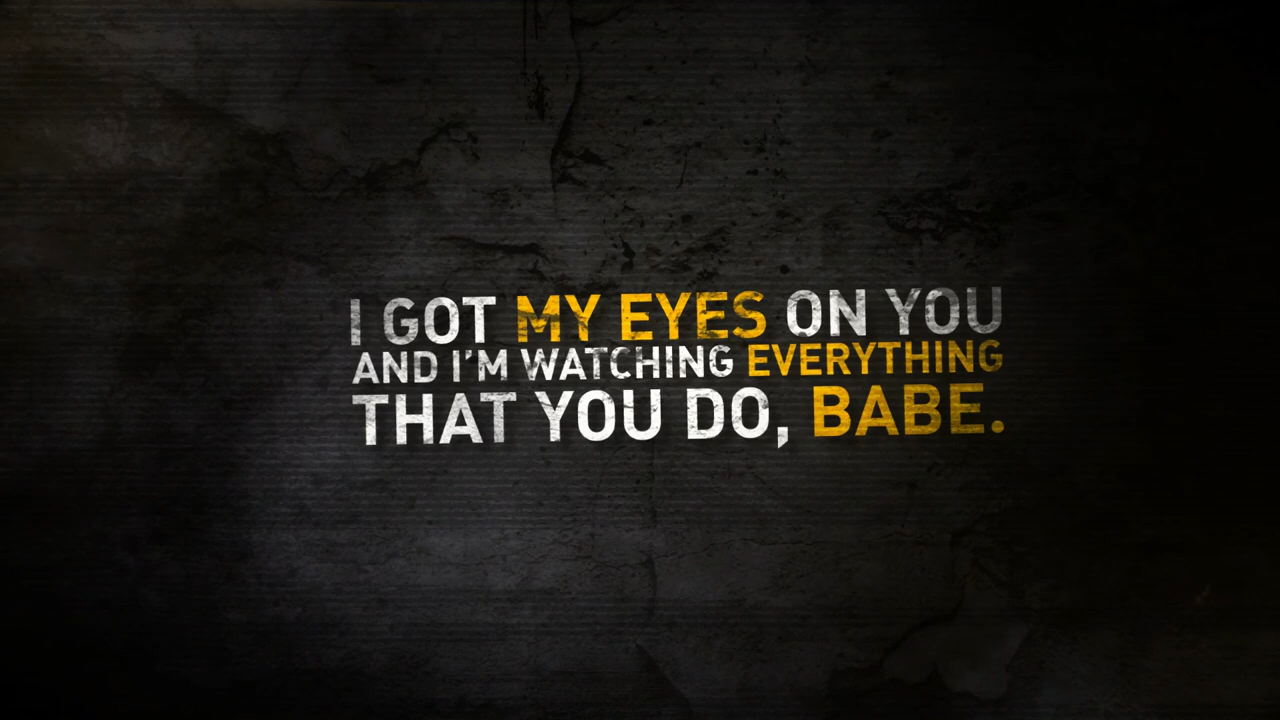 I GOT MY EYES ON YOU
AND I'M WATCHING EVERYTHING
THAT YOU DO, BABE.